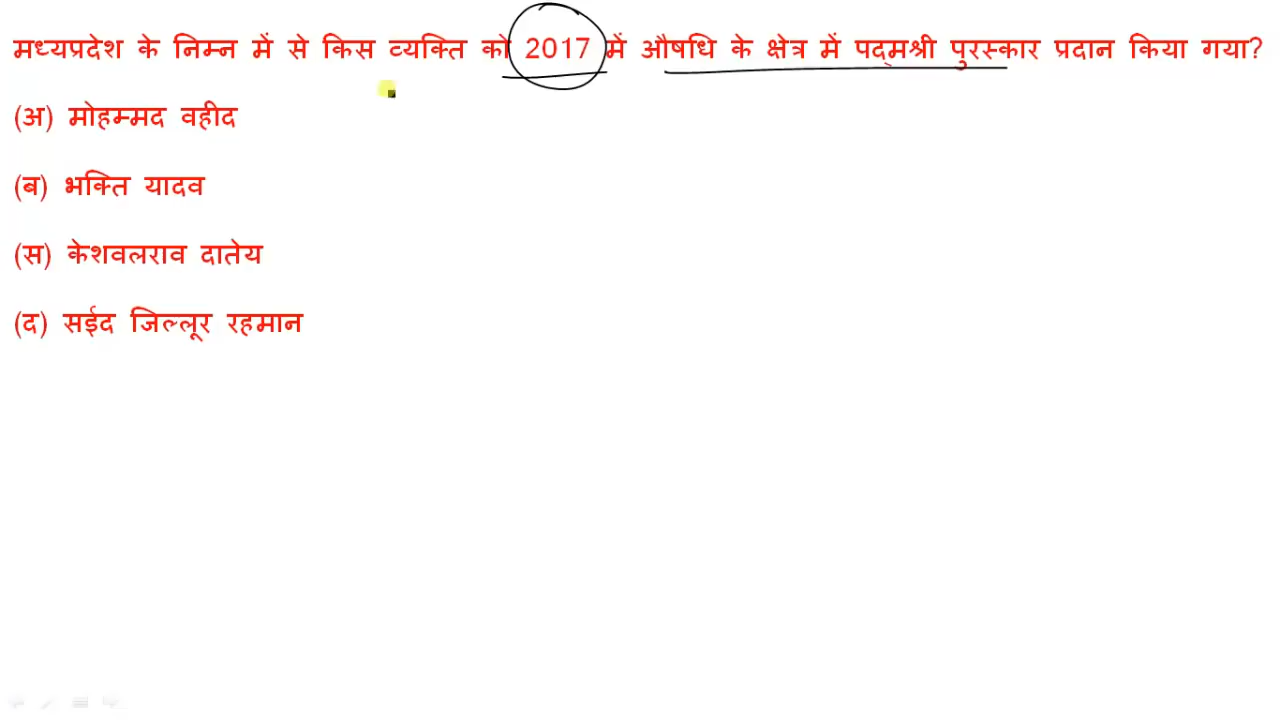 मध्यप्रदेश के निम्न में से किस व्यक्ति को 2017 में औषधि के क्षेत्र में पद्मश्री पुरस्कार प्रदान किया गया?
(अ) मोहम्मद वहीद
(ब) भक्ति यादव
(स) केशवलराव दातेय
(द) सईद जिल्लूर रहमान